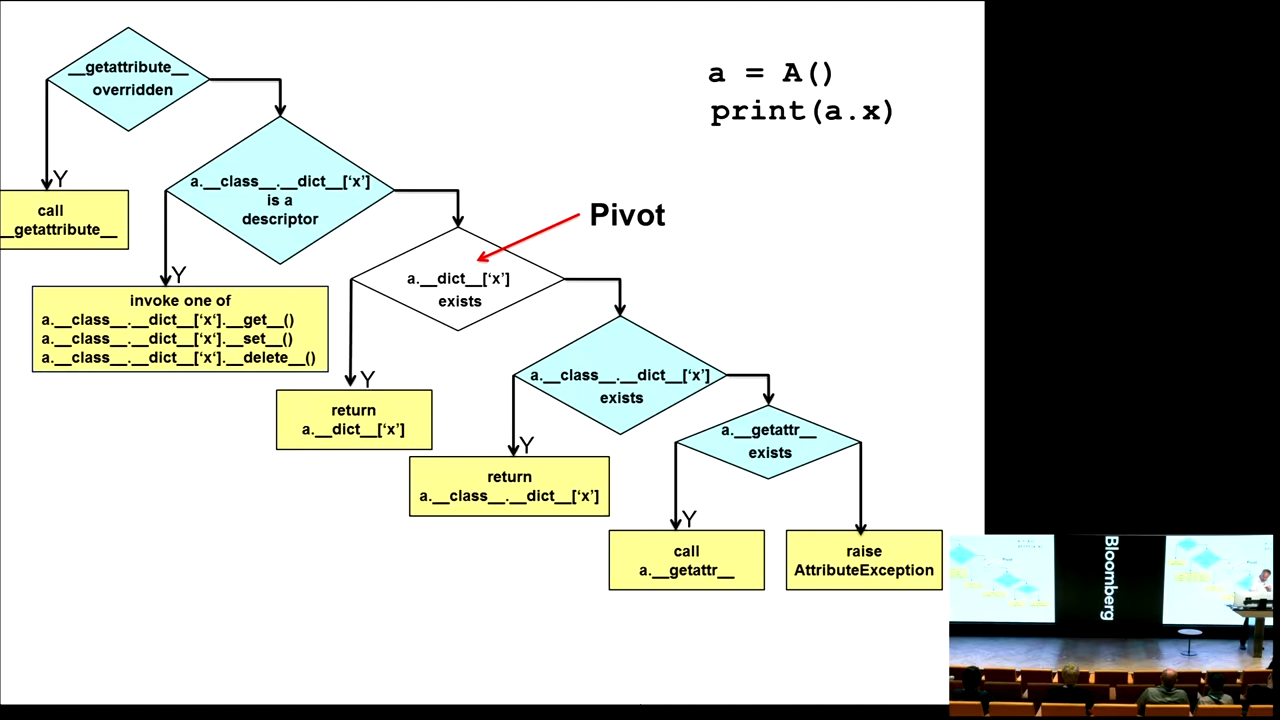 __getattribute__
overridden
a = A()
print(a.x)
Y
call
__getattribute__
a.__class__.__dict__[‘x’]
is a
descriptor
Pivot
Y
invoke one of
a.__class__.__dict__[‘x‘].__get__()
a.__class__.__dict__[‘x‘].__set__()
a.__class__.__dict__[‘x‘].__delete__()
a.__dict__[‘x’]
exists
Y
return
a.__dict__[‘x’]
a.__class__.__dict__[‘x’]
exists
Y
return
a.__class__.__dict__[‘x’]
a.__getattr__
exists
Y
call
a.__getattr__
raise
AttributeException
Bloomberg